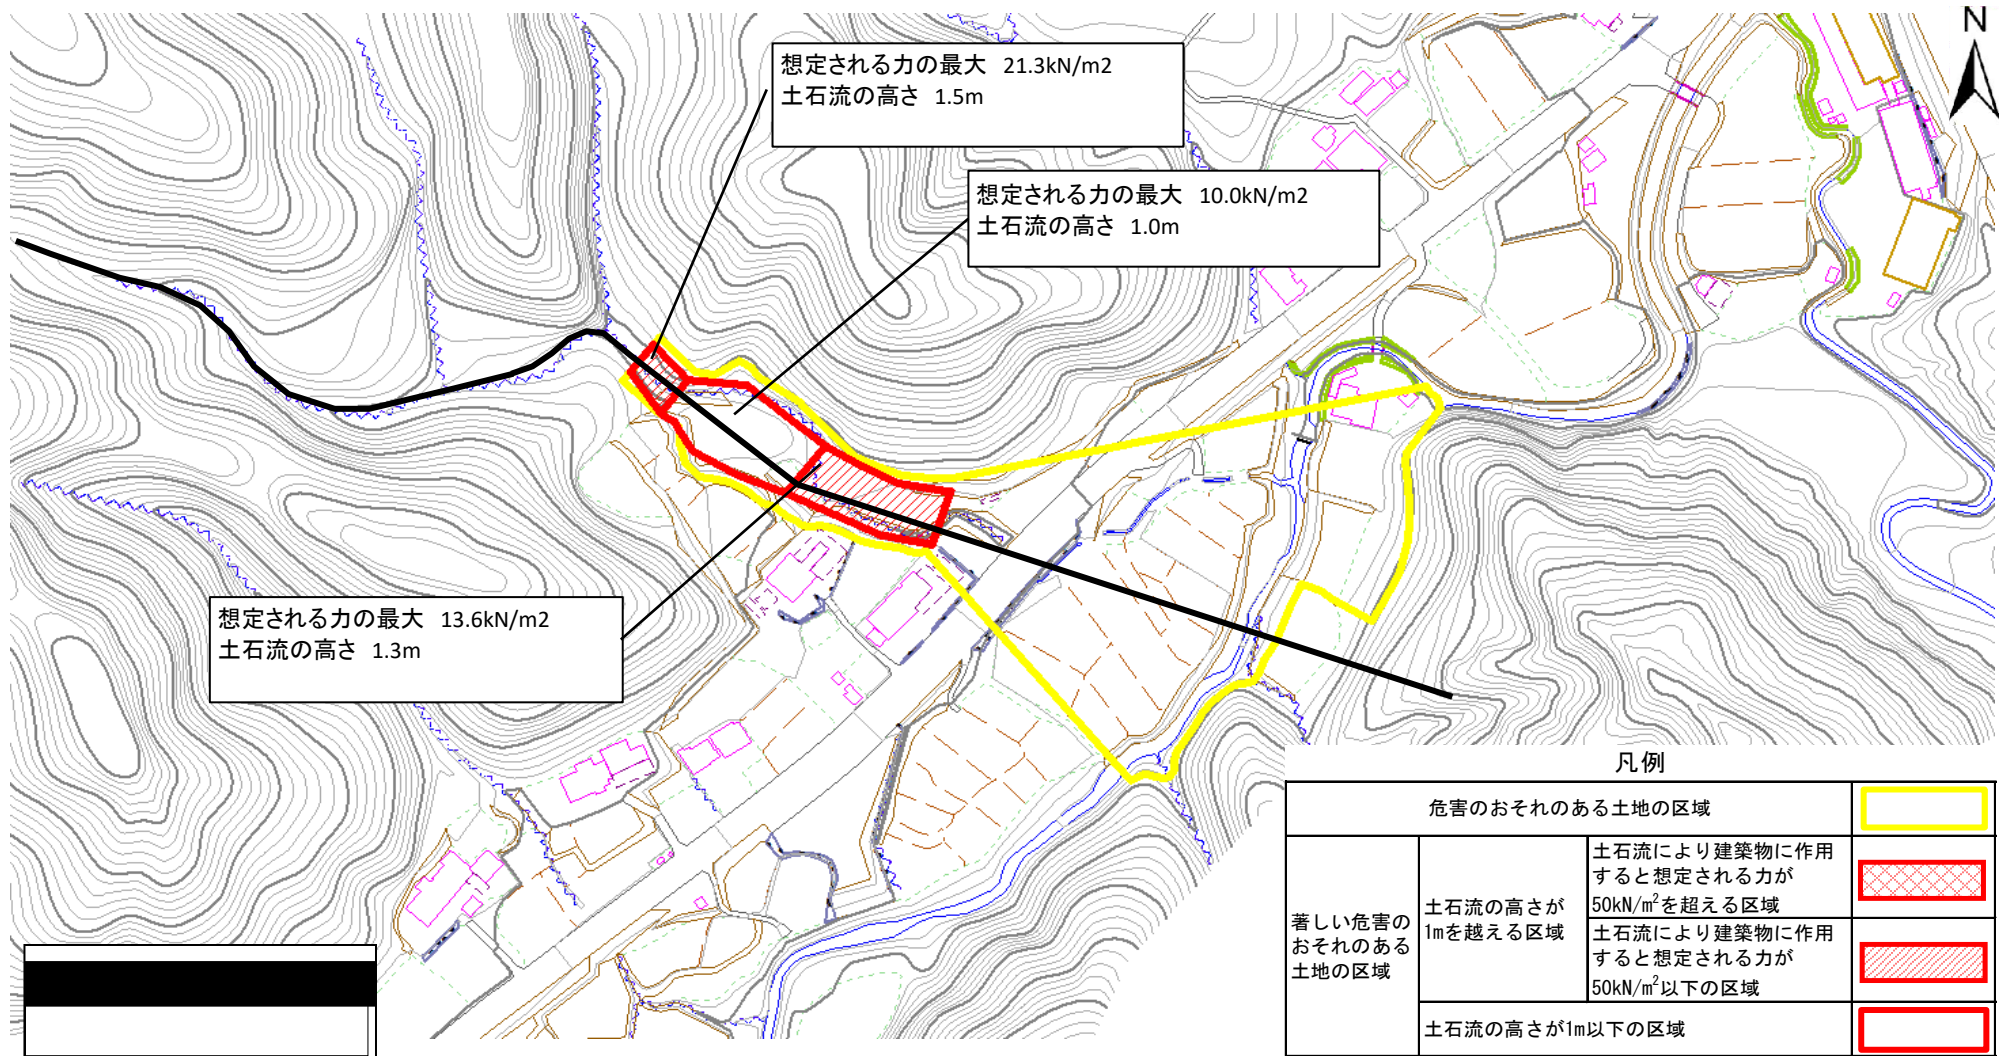 N
想定される力の最大 21.3kN/m2
土石流の高さ 1.5m
想定される力の最大 10.0kN/m2
土石流の高さ 1.0m
想定される力の最大 13.6kN/m2
土石流の高さ 1.3m
凡例
危害のおそれのある土地の区域
著しい危害の
おそれのある
土地の区域
土石流の高さが
1mを越える区域
土石流により建築物に作用
すると想定される力が
50kN/m²を超える区域
土石流により建築物に作用
すると想定される力が
50kN/m²以下の区域
土石流の高さが1m以下の区域